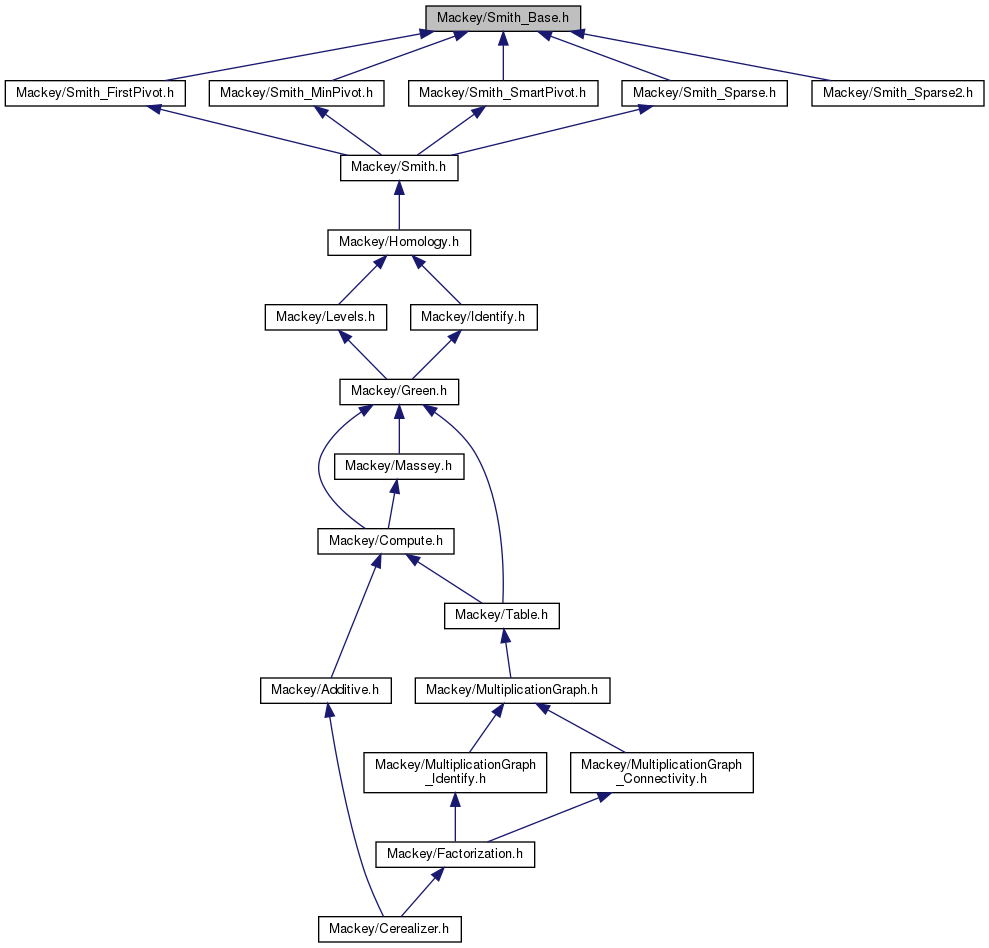 Mackey/Smith_Base.h
Mackey/Smith_FirstPivot.h
Mackey/Smith_MinPivot.h
Mackey/Smith_SmartPivot.h
Mackey/Smith_Sparse.h
Mackey/Smith_Sparse2.h
Mackey/Smith.h
Mackey/Homology.h
Mackey/Levels.h
Mackey/Identify.h
Mackey/Green.h
Mackey/Massey.h
Mackey/Compute.h
Mackey/Table.h
Mackey/Additive.h
Mackey/MultiplicationGraph.h
Mackey/MultiplicationGraph
_Identify.h
Mackey/MultiplicationGraph
_Connectivity.h
Mackey/Factorization.h
Mackey/Cerealizer.h